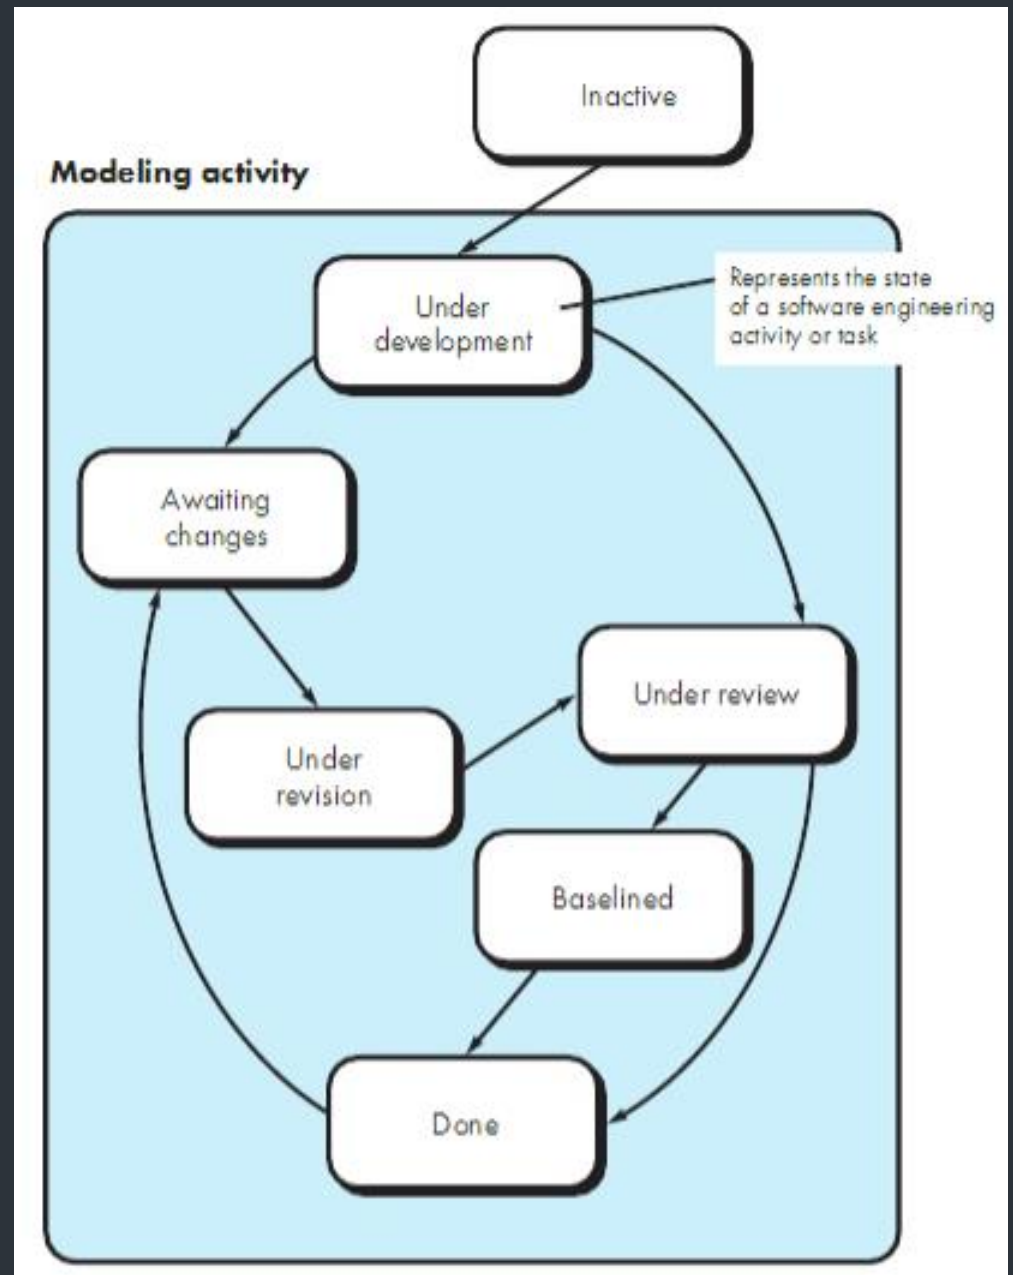 Inactive
Modeling activity
Represents the state
of a software engineering
activity or task
Under
development
Awaiting
changes
Under review
Under
revision
Baselined
Done